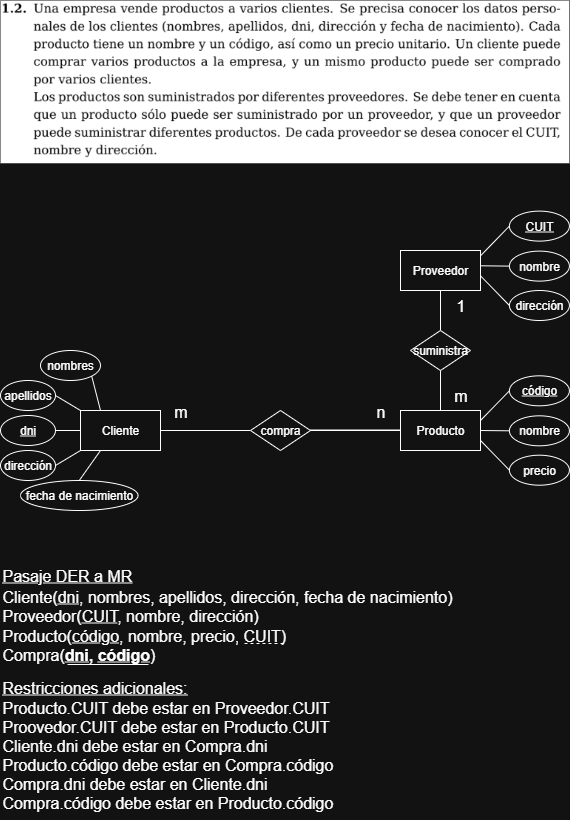 1.2. Una empresa vende productos a varios clientes. Se precisa conocer los datos perso-
nales de los clientes (nombres, apellidos, dni, dirección y fecha de nacimiento). Cada
producto tiene un nombre y un código, así como un precio unitario. Un cliente puede
comprar varios productos a la empresa, y un mismo producto puede ser comprado
por varios clientes.
Los productos son suministrados por diferentes proveedores. Se debe tener en cuenta
que un producto sólo puede ser suministrado por un proveedor, y que un proveedor
puede suministrar diferentes productos. De cada proveedor se desea conocer el CUIT,
nombre y dirección.
CUIT
Proveedor
nombre
dirección
1
suministra
nombres
apellidos
dni
dirección
fecha de nacimiento
Cliente
m
compra
n
m
Producto
código
nombre
precio
Pasaje DER a MR
Cliente(dni, nombres, apellidos, dirección, fecha de nacimiento)
Proveedor(CUIT, nombre, dirección)
Producto(código, nombre, precio, CUIT)
Compra(dni, código)
Restricciones adicionales:
Producto.CUIT debe estar en Proveedor.CUIT
Proovedor.CUIT debe estar en Producto.CUIT
Cliente.dni debe estar en Compra.dni
Producto.código debe estar en Compra.código
Compra.dni debe estar en Cliente.dni
Compra.código debe estar en Producto.código